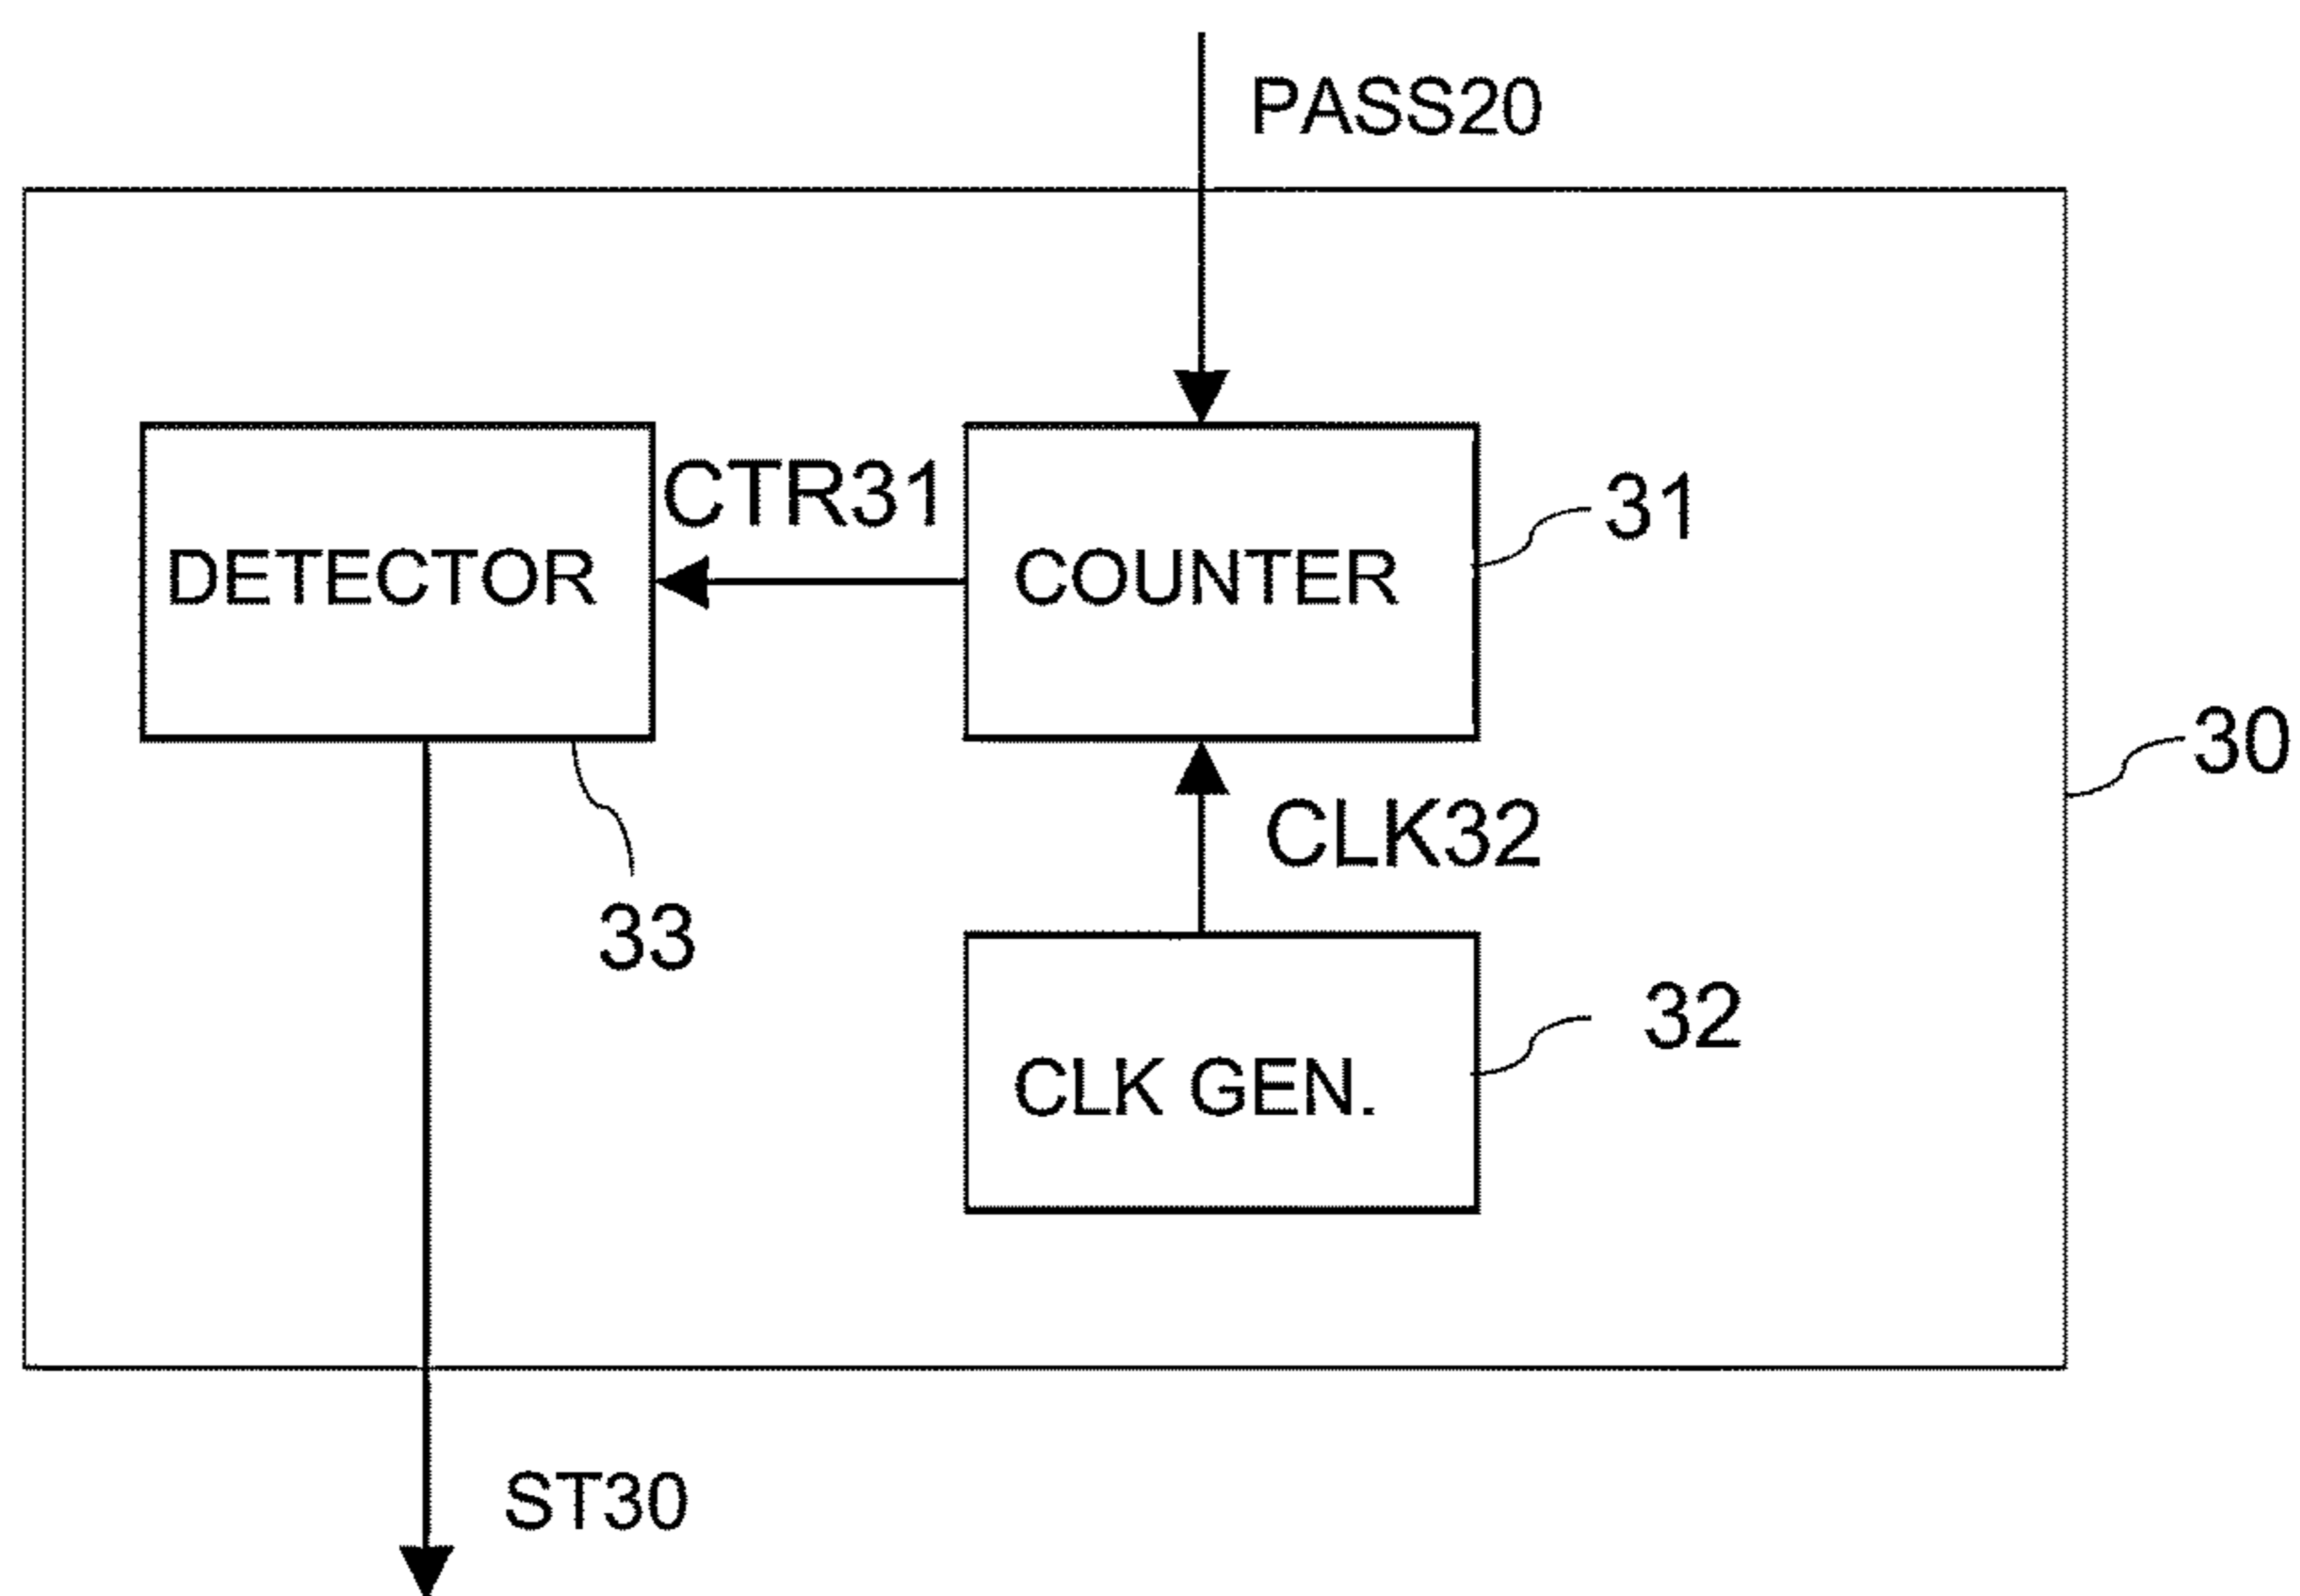 PASS20
CTR31
31
DETECTOR
COUNTER
30
CLK32
33
32
CLK GEN.
ST30